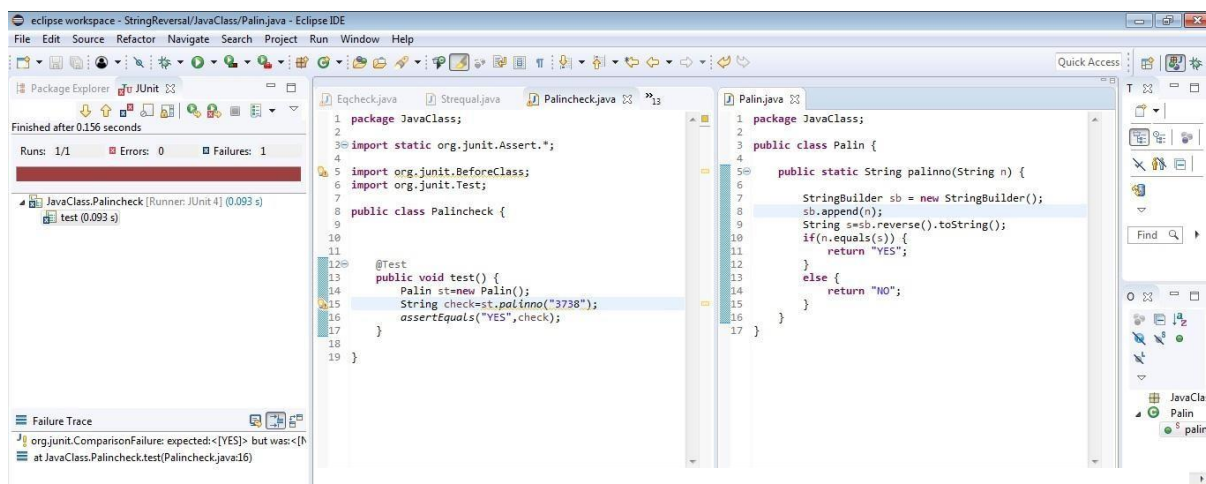 eclipse workspace - StringReversal/JavaClass/Palin.java - Eclipse IDE
File Edit Source Refactor Navigate Search Project Run Window Help
Quick Access
Package Explorer JUnit
Finished after 0.156 seconds
Runs: 1/1 Errors: 0 Failures: 1
JavaClass.Palincheck [Runner: JUnit 4] (0.093 s)
test (0.093 s)
Failure Trace
org.junit.ComparisonFailure: expected:<[YES]> but was:<[N
at JavaClass.Palincheck.test(Palincheck.java:16)
Eqcheck.java Strequal.java Palincheck.java »13
1 package JavaClass;
2
3 import static org.junit.Assert.*;
4
5 import org.junit.BeforeClass;
6 import org.junit.Test;
7
8 public class Palincheck {
9
10
11
12 @Test
13 public void test() {
14 Palin st=new Palin();
15 String check=st.palinno("3738");
16 assertEquals("YES",check);
17 }
18
19 }
Palin.java
1 package JavaClass;
2
3 public class Palin {
4
5 public static String palinno(String n) {
6
7 StringBuilder sb = new StringBuilder();
8 sb.append(n);
9 String s=sb.reverse().toString();
10 if(n.equals(s)) {
11 return "YES";
12 }
13 else {
14 return "NO";
15 }
16 }
17 }
T
Find
O
JavaCla
Palin
palin